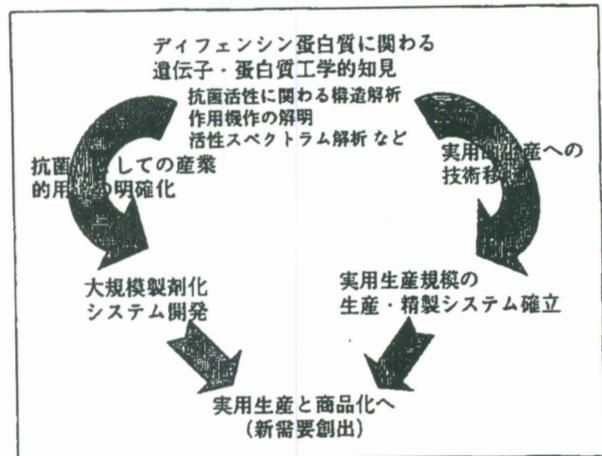 ディフェンシン蛋白質に関わる
遺伝子・蛋白質工学的知見
抗菌活性に関わる構造解析
作用機作の解明
活性スペクトラム解析 など
抗菌 しての産業
的用 の明確化
実用 生産への
技術移
大規模製剤化
システム開発
実用生産規模の
生産・精製システム確立
実用生産と商品化へ
(新需要創出)